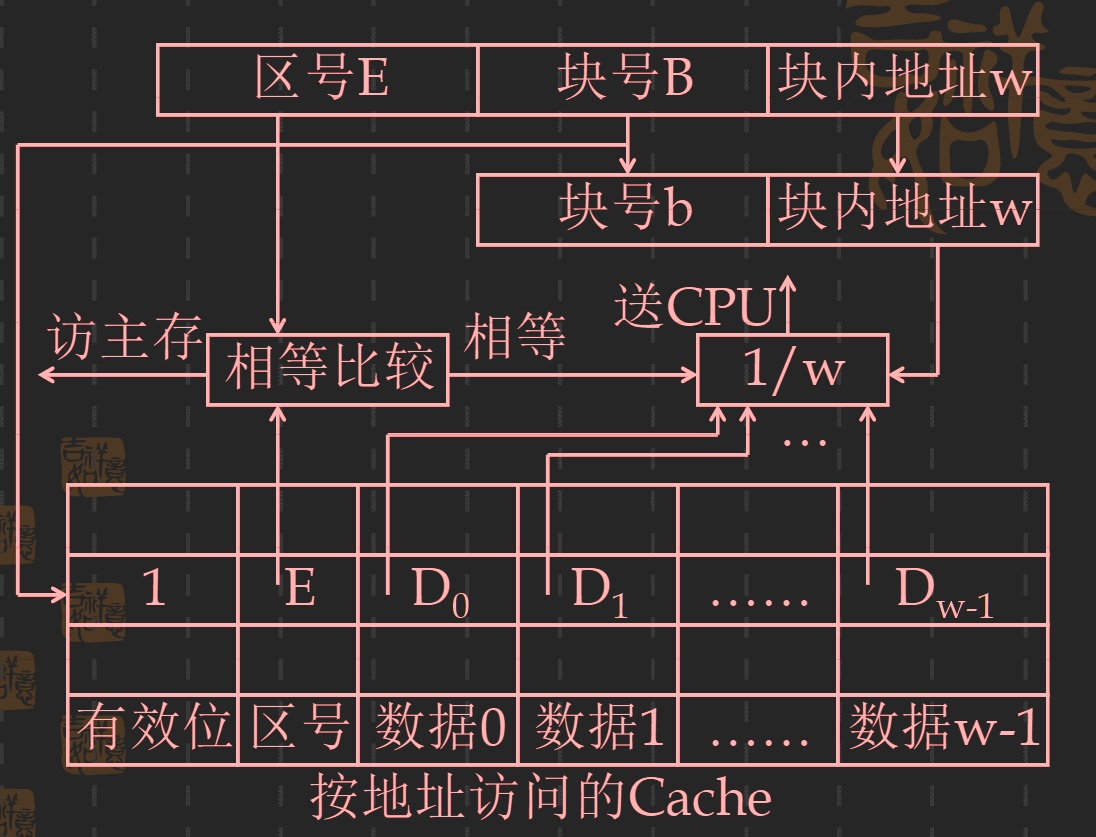 区号E 块号B 块内地址w
块号b 块内地址w
送CPU
访主存 相等比较 相等 1/w
…
1 E D₀ D₁ …… D_w-1
有效位 区号 数据0 数据1 …… 数据w-1
按地址访问的Cache